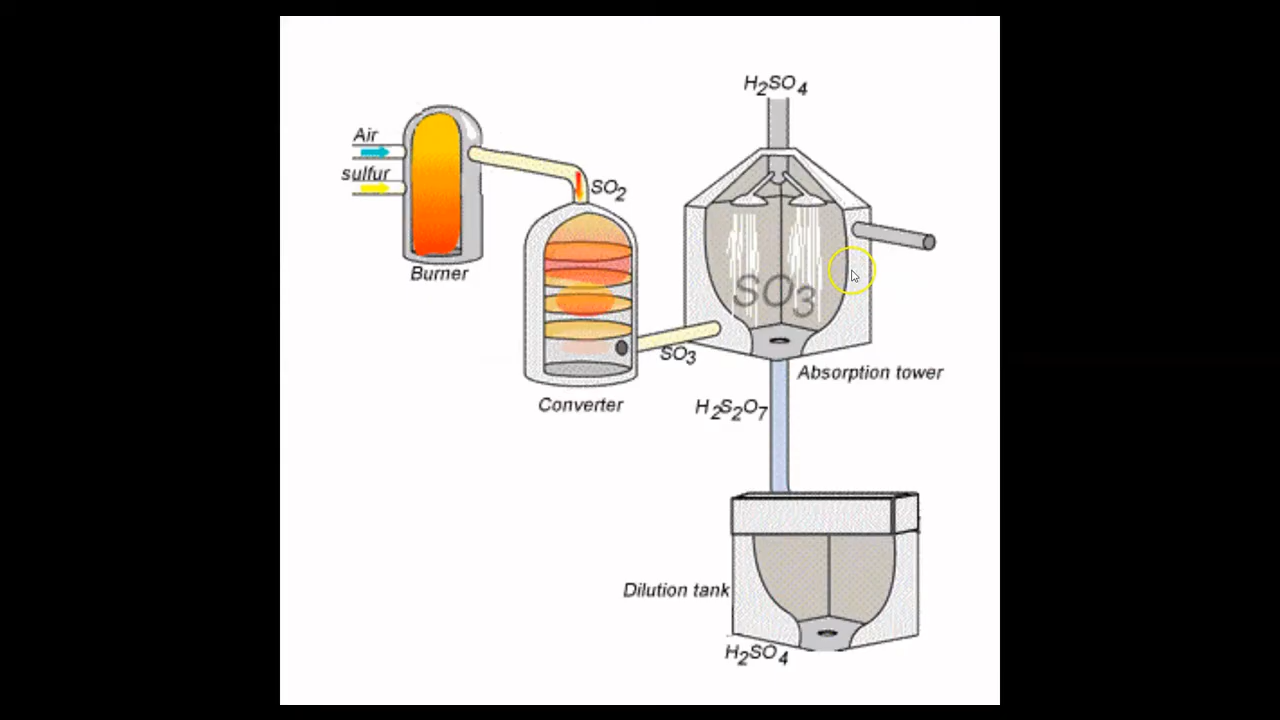 H2SO4
Air
sulfur
SO2
Burner
SO3
SO3
Absorption tower
Converter
H2S2O7
Dilution tank
H2SO4